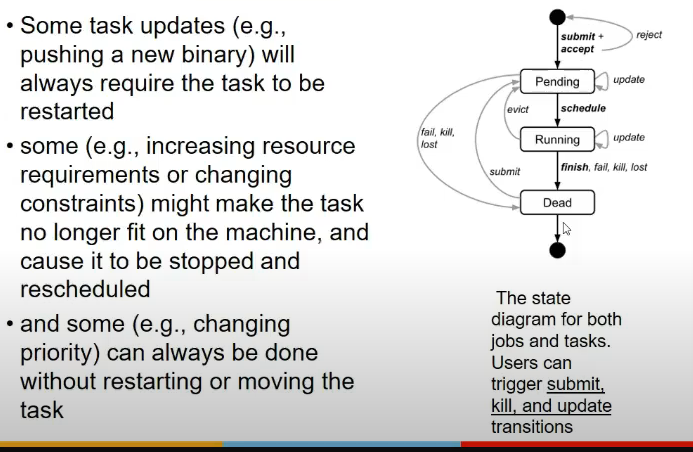 • Some task updates (e.g.,
pushing a new binary) will
always require the task to be
restarted
• some (e.g., increasing resource
requirements or changing
constraints) might make the task
no longer fit on the machine, and
cause it to be stopped and
rescheduled
• and some (e.g., changing
priority) can always be done
without restarting or moving the
task
submit +
accept
reject
Pending
update
evict
schedule
fail, kill,
lost
Running
update
submit
finish, fail, kill, lost
Dead
The state
diagram for both
jobs and tasks.
Users can
trigger submit,
kill, and update
transitions